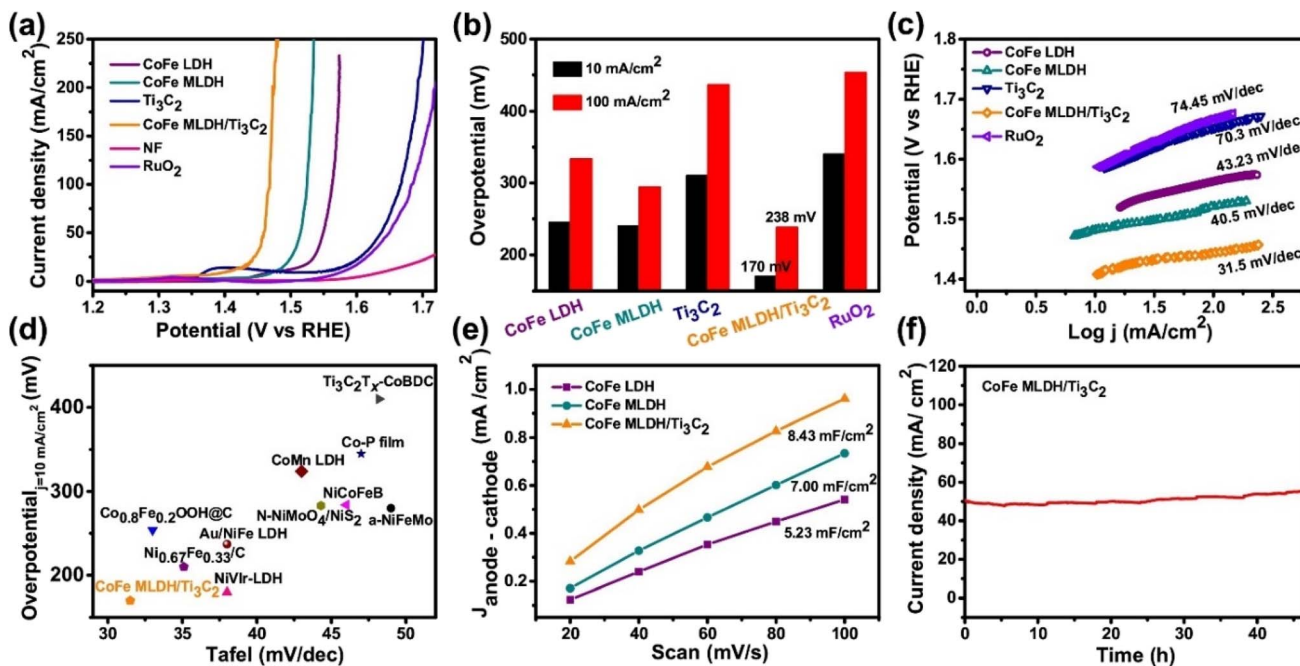 (a)
250
200
150
100
50
0
Current density (mA/cm²)
CoFe LDH
CoFe MLDH
Ti₃C₂
CoFe MLDH/Ti₃C₂
NF
RuO₂
1.2 1.3 1.4 1.5 1.6 1.7
Potential (V vs RHE)
(b)
500
400
300
200
Overpotential (mV)
10 mA/cm²
100 mA/cm²
238 mV
170 mV
CoFe LDH
CoFe MLDH
Ti₃C₂
CoFe MLDH/Ti₃C₂
RuO₂
(c)
1.8
1.7
1.6
1.5
1.4
Potential (V vs RHE)
CoFe LDH
CoFe MLDH
Ti₃C₂
CoFe MLDH/Ti₃C₂
RuO₂
74.45 mV/dec
70.3 mV/dec
43.23 mV/de
40.5 mV/dec
31.5 mV/dec
0.0 0.5 1.0 1.5 2.0 2.5
Log j (mA/cm²)
(d)
400
300
200
Overpotential j=10 mA/cm² (mV)
Ti₃C₂Tₓ-CoBDC
Co-P film
CoMn LDH
NiCoFeB
N-NiMoO₄/NiS₂
a-NiFeMo
Co₀.₈Fe₀.₂OOH@C
Au/NiFe LDH
Ni₀.₆₇Fe₀.₃₃/C
NiVIr-LDH
CoFe MLDH/Ti₃C₂
30 35 40 45 50
Tafel (mV/dec)
(e)
1.0
0.8
0.6
0.4
0.2
J anode - cathode (mA /cm²)
CoFe LDH
CoFe MLDH
CoFe MLDH/Ti₃C₂
8.43 mF/cm²
7.00 mF/cm²
5.23 mF/cm²
20 40 60 80 100
Scan (mV/s)
(f)
120
100
80
60
40
20
0
Current density (mA/ cm²)
CoFe MLDH/Ti₃C₂
0 10 20 30 40
Time (h)